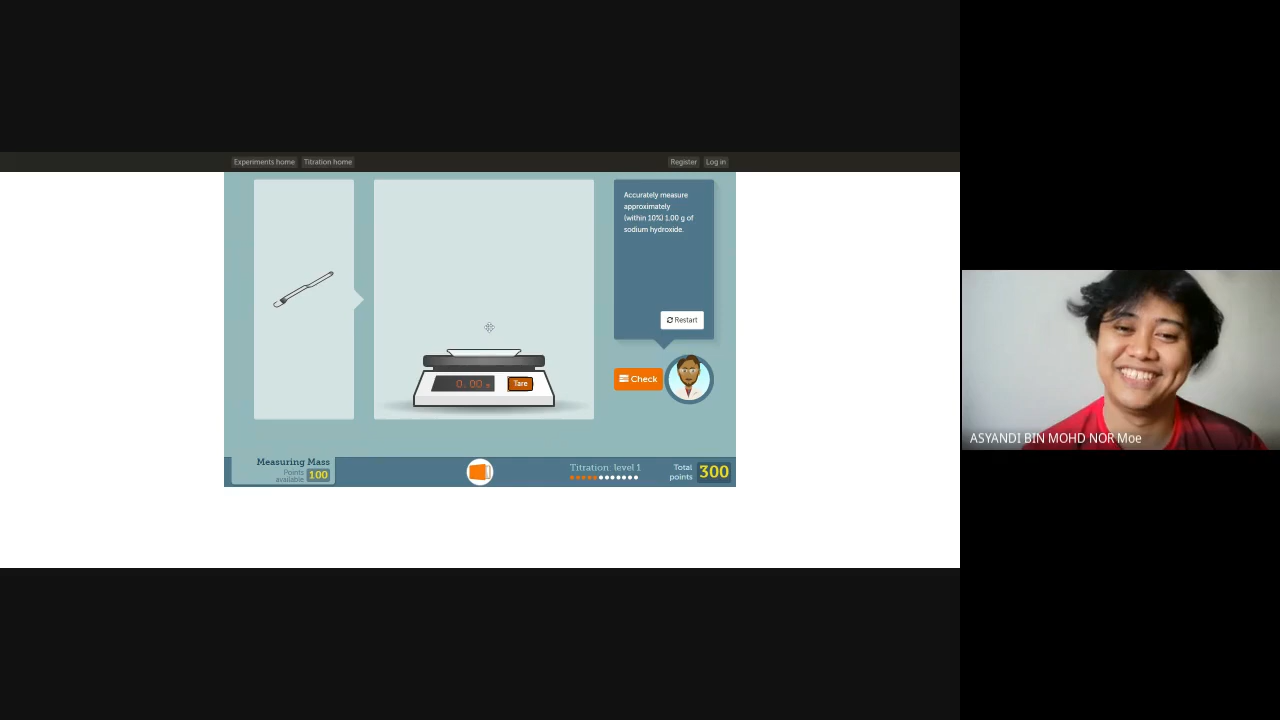 Experiments home
Titration home
Register
Log in
Accurately measure
approximately
(within 10%) 1.00 g of
sodium hydroxide.
Restart
0.00 g
Tare
Check
ASYANDI BIN MOHD NOR Moe
Measuring Mass
Points
available
100
Titration: level 1
Total
points
300